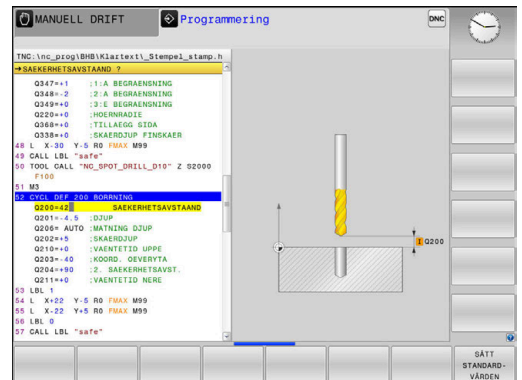 MANUELL DRIFT
Programmering
DNC
TNC:\nc_prog\BHB\Klartext\_Stempel_stamp.h
→SAEKERHETSAVSTAAND ?
Q347=+1 ;1:A BEGRAENSNING
Q348=-2 ;2:A BEGRAENSNING
Q349=+0 ;3:E BEGRAENSNING
Q220=+0 ;HOERNRADIE
Q368=+0 ;TILLAEGG SIDA
Q338=+0 ;SKAERDJUP FINSKAER
48 L X-30 Y-5 R0 FMAX M99
49 CALL LBL "safe"
50 TOOL CALL "NC_SPOT_DRILL_D10" Z S2000
F100
51 M3
52 CYCL DEF 200 BORRNING
Q200=42 SAEKERHETSAVSTAAND
Q201=-4.5 ;DJUP
Q206= AUTO ;MATNING DJUP
Q202=+5 ;SKAERDJUP
Q210=+0 ;VAENTETID UPPE
Q203=-40 ;KOORD. OEVERYTA
Q204=+90 ;2. SAEKERHETSAVST.
Q211=+0 ;VAENTETID NERE
53 LBL 1
54 L X+22 Y-5 R0 FMAX M99
55 L X-22 Y+5 R0 FMAX M99
56 LBL 0
57 CALL LBL "safe"
I Q200
SÄTT
STANDARD-
VÄRDEN